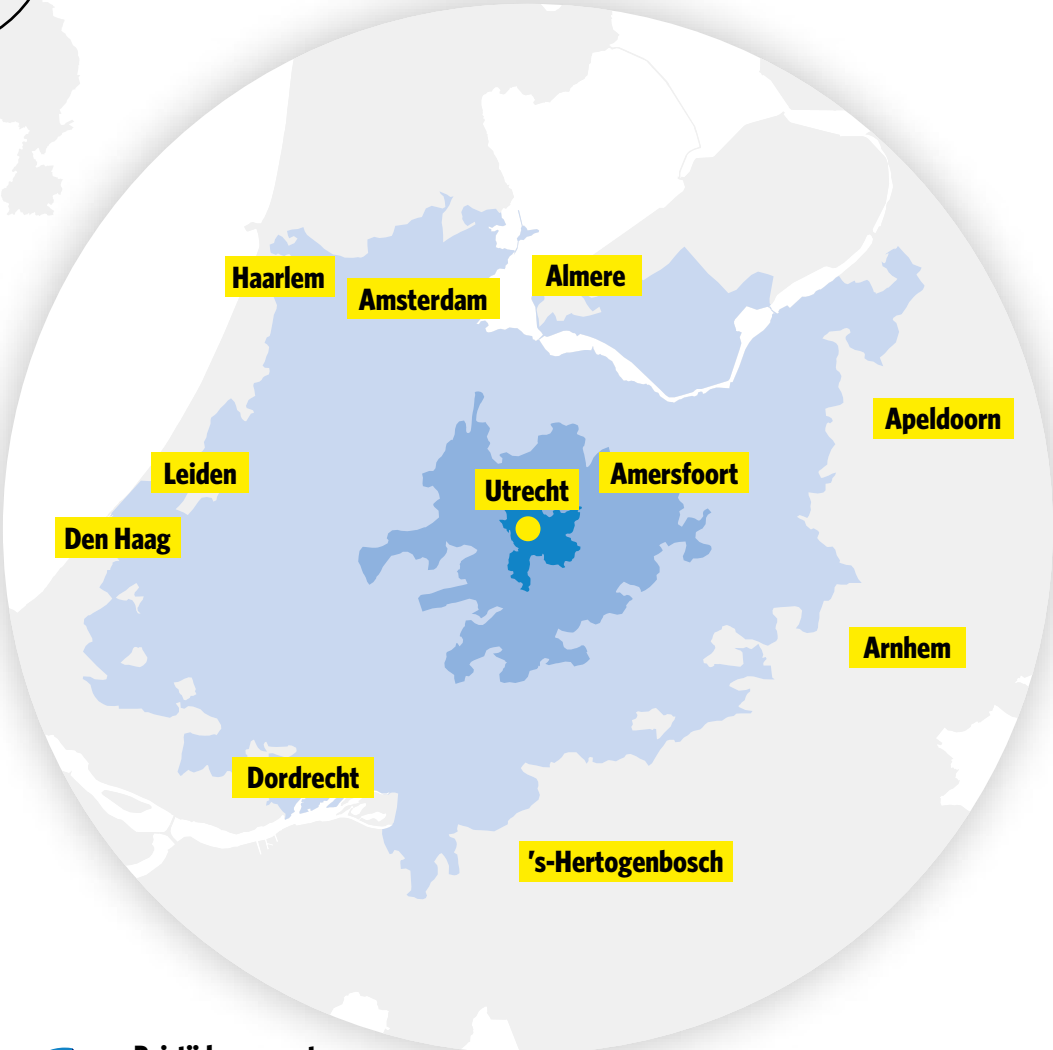 Haarlem
Almere
Amsterdam
Apeldoorn
Leiden
Amersfoort
Utrecht
Den Haag
Arnhem
Dordrecht
's-Hertogenbosch